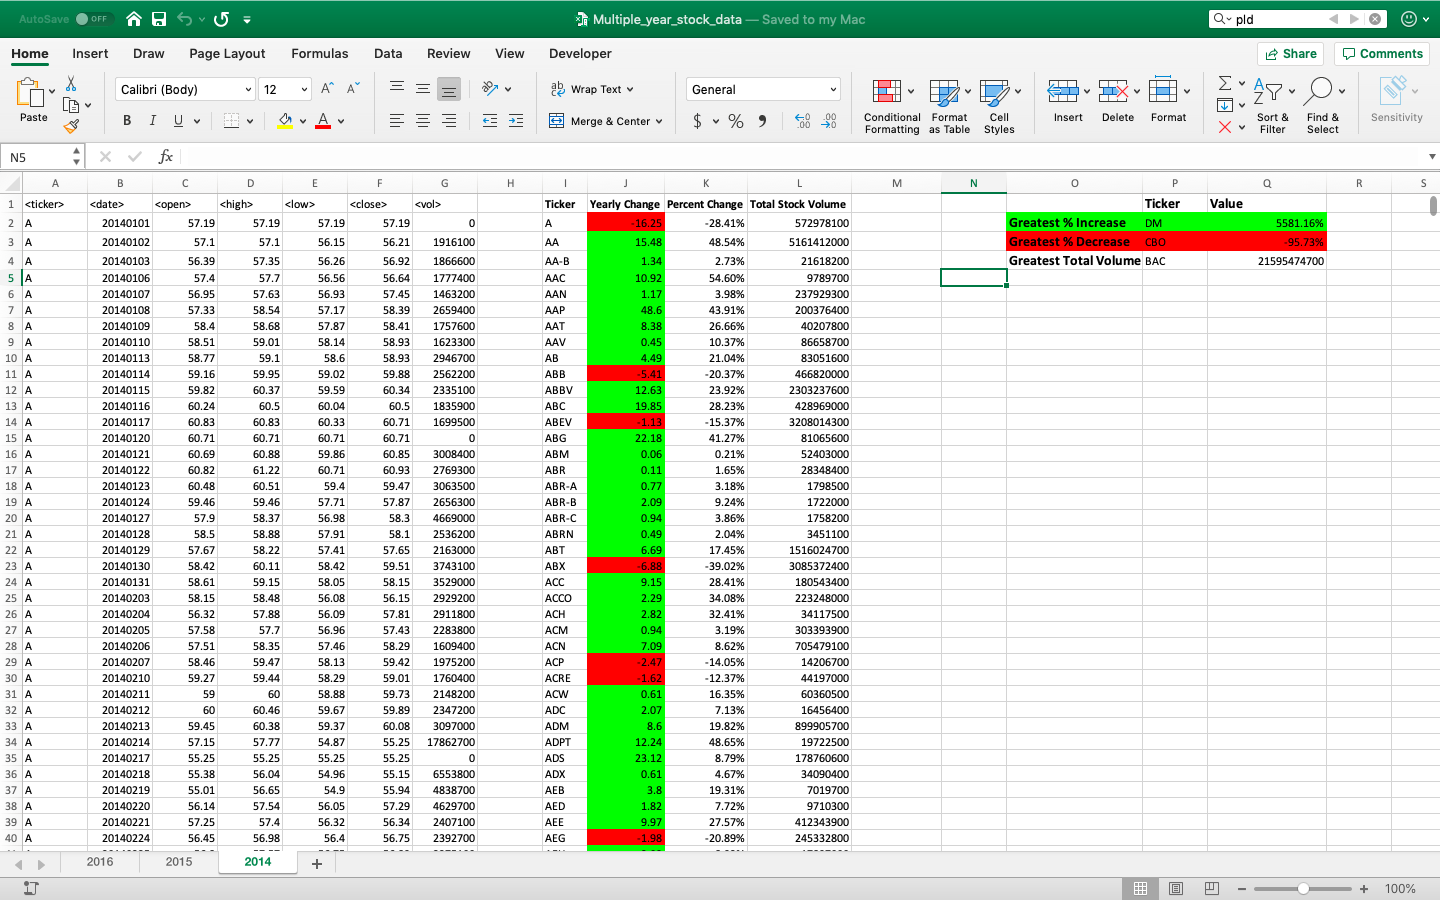 AutoSave OFF Multiple_year_stock_data — Saved to my Mac pld
Home Insert Draw Page Layout Formulas Data Review View Developer Share Comments
Paste Calibri (Body) 12 A^ A˅ ab Wrap Text General Conditional Formatting Format as Table Cell Styles Insert Delete Format Sort & Filter Find & Select Sensitivity
B I U A Merge & Center $ % 9
N5 fx
A B C D E F G H I J K L M N O P Q R S
1 <ticker> <date> <open> <high> <low> <close> <vol> Ticker Yearly Change Percent Change Total Stock Volume Ticker Value
2 A 20140101 57.19 57.19 57.19 57.19 0 A -16.25 -28.41% 572978100 Greatest % Increase DM 5581.16%
3 A 20140102 57.1 57.1 56.15 56.21 1916100 AA 15.48 48.54% 5161412000 Greatest % Decrease CBO -95.73%
4 A 20140103 56.39 57.35 56.26 56.92 1866600 AA-B 1.34 2.73% 21618200 Greatest Total Volume BAC 21595474700
5 A 20140106 57.4 57.7 56.56 56.64 1777400 AAC 10.92 54.60% 9789700
6 A 20140107 56.95 57.63 56.93 57.45 1463200 AAN 1.17 3.98% 237929300
7 A 20140108 57.33 58.54 57.17 58.39 2659400 AAP 48.6 43.91% 200376400
8 A 20140109 58.4 58.68 57.87 58.41 1757600 AAT 8.38 26.66% 40207800
9 A 20140110 58.51 59.01 58.14 58.93 1623300 AAV 0.45 10.37% 86658700
10 A 20140113 58.77 59.1 58.6 58.93 2946700 AB 4.49 21.04% 83051600
11 A 20140114 59.16 59.95 59.02 59.88 2562200 ABB -5.41 -20.37% 466820000
12 A 20140115 59.82 60.37 59.59 60.34 2335100 ABBV 12.63 23.92% 2303237600
13 A 20140116 60.24 60.5 60.04 60.5 1835900 ABC 19.85 28.23% 428969000
14 A 20140117 60.83 60.83 60.33 60.71 1699500 ABEV -1.13 -15.37% 3208014300
15 A 20140120 60.71 60.71 60.71 60.71 0 ABG 22.18 41.27% 81065600
16 A 20140121 60.69 60.88 59.86 60.85 3008400 ABM 0.06 0.21% 52403000
17 A 20140122 60.82 61.22 60.71 60.93 2769300 ABR 0.11 1.65% 28348400
18 A 20140123 60.48 60.51 59.4 59.47 3063500 ABR-A 0.77 3.18% 1798500
19 A 20140124 59.46 59.46 57.71 57.87 2656300 ABR-B 2.09 9.24% 1722000
20 A 20140127 57.9 58.37 56.98 58.3 4669000 ABR-C 0.94 3.86% 1758200
21 A 20140128 58.5 58.88 57.91 58.1 2536200 ABRN 0.49 2.04% 3451100
22 A 20140129 57.67 58.22 57.41 57.65 2163000 ABT 6.69 17.45% 1516024700
23 A 20140130 58.42 60.11 58.42 59.51 3743100 ABX -6.88 -39.02% 3085372400
24 A 20140131 58.61 59.15 58.05 58.15 3529000 ACC 9.15 28.41% 180543400
25 A 20140203 58.15 58.48 56.08 56.15 2929200 ACCO 2.29 34.08% 223248000
26 A 20140204 56.32 57.88 56.09 57.81 2911800 ACH 2.82 32.41% 34117500
27 A 20140205 57.58 57.7 56.96 57.43 2283800 ACM 0.94 3.19% 303393900
28 A 20140206 57.51 58.35 57.46 58.29 1609400 ACN 7.09 8.62% 705479100
29 A 20140207 58.46 59.47 58.13 59.42 1975200 ACP -2.47 -14.05% 14206700
30 A 20140210 59.27 59.44 58.29 59.01 1760400 ACRE -1.62 -12.37% 44197000
31 A 20140211 59 60 58.88 59.73 2148200 ACW 0.61 16.35% 60360500
32 A 20140212 60 60.46 59.67 59.89 2347200 ADC 2.07 7.13% 16456400
33 A 20140213 59.45 60.38 59.37 60.08 3097000 ADM 8.6 19.82% 899905700
34 A 20140214 57.15 57.77 54.87 55.25 17862700 ADPT 12.24 48.65% 19722500
35 A 20140217 55.25 55.25 55.25 55.25 0 ADS 23.12 8.79% 178760600
36 A 20140218 55.38 56.04 54.96 55.15 6553800 ADX 0.61 4.67% 34090400
37 A 20140219 55.01 56.65 54.9 55.94 4838700 AEB 3.8 19.31% 7019700
38 A 20140220 56.14 57.54 56.05 57.29 4629700 AED 1.82 7.72% 9710300
39 A 20140221 57.25 57.4 56.32 56.34 2407100 AEE 9.97 27.57% 412343900
40 A 20140224 56.45 56.98 56.4 56.75 2392700 AEG -1.98 -20.89% 245332800
2016 2015 2014 +
100%